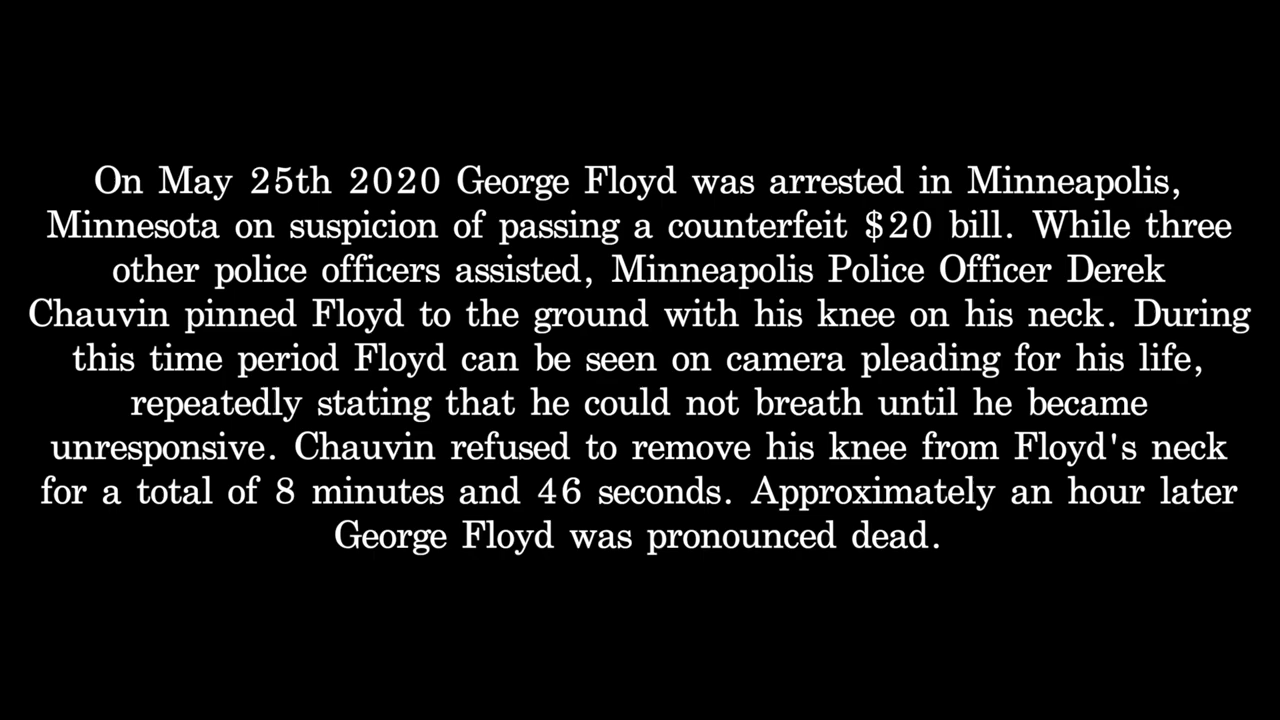 On May 25th 2020 George Floyd was arrested in Minneapolis,
Minnesota on suspicion of passing a counterfeit $20 bill. While three
other police officers assisted, Minneapolis Police Officer Derek
Chauvin pinned Floyd to the ground with his knee on his neck. During
this time period Floyd can be seen on camera pleading for his life,
repeatedly stating that he could not breath until he became
unresponsive. Chauvin refused to remove his knee from Floyd's neck
for a total of 8 minutes and 46 seconds. Approximately an hour later
George Floyd was pronounced dead.